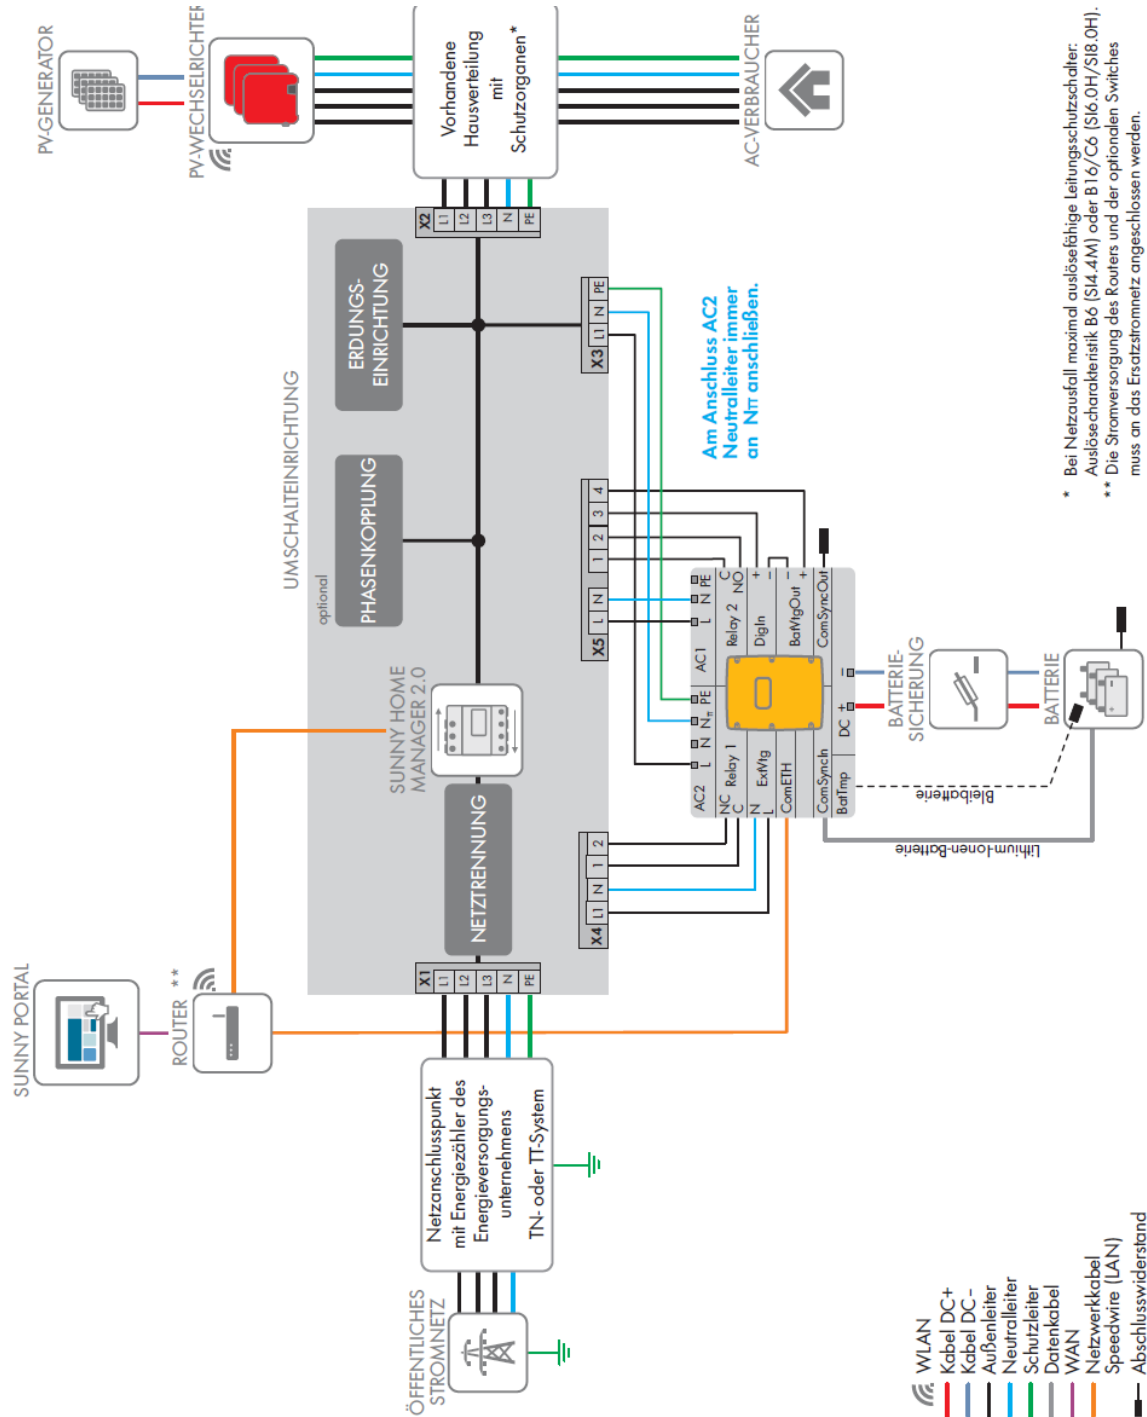 SUNNY PORTAL
ROUTER **
PV-GENERATOR
PV-WECHSELRICHTER
UMSCHALTEINRICHTUNG
optional
ERDUNGS-
EINRICHTUNG
PHASENKOPPLUNG
SUNNY HOME
MANAGER 2.0
NETZTRENNUNG
ÖFFENTLICHES
STROMNETZ
Netzanschlusspunkt
mit Energiezähler des
Energieversorgungs-
unternehmens
TN- oder TT-System
X1
L1
L2
L3
N
PE
X2
L1
L2
L3
N
PE
Vorhandene
Hausverteilung
mit
Schutzorganen*
AC-VERBRAUCHER
X4
L1
N
1
2
X5
L
N
1
2
3
4
X3
L1
N
PE
Am Anschluss AC2
Neutralleiter immer
an NTT anschließen.
AC2
L
N
NTT
PE
AC1
L
N
PE
NC
C
Relay 1
N
L
ExtVtg
ComETH
ComSyncIn
BatTmp
Relay 2
C
NO
DigIn
+
−
BatVtgOut
−
+
ComSyncOut
DC
+
−
BATTERIE-
SICHERUNG
BATTERIE
Bleibatterie
Lithium-Ionen-Batterie
WLAN
Kabel DC+
Kabel DC−
Außenleiter
Neutralleiter
Schutzleiter
Datenkabel
WAN
Netzwerkkabel
Speedwire (LAN)
Abschlusswiderstand
* Bei Netzausfall maximal auslösefähige Leitungsschutzschalter:
Auslösecharakteristik B6 (SI4.4M) oder B16/C6 (SI6.0H/SI8.0H).
** Die Stromversorgung des Routers und der optionalen Switches
muss an das Ersatzstromnetz angeschlossen werden.